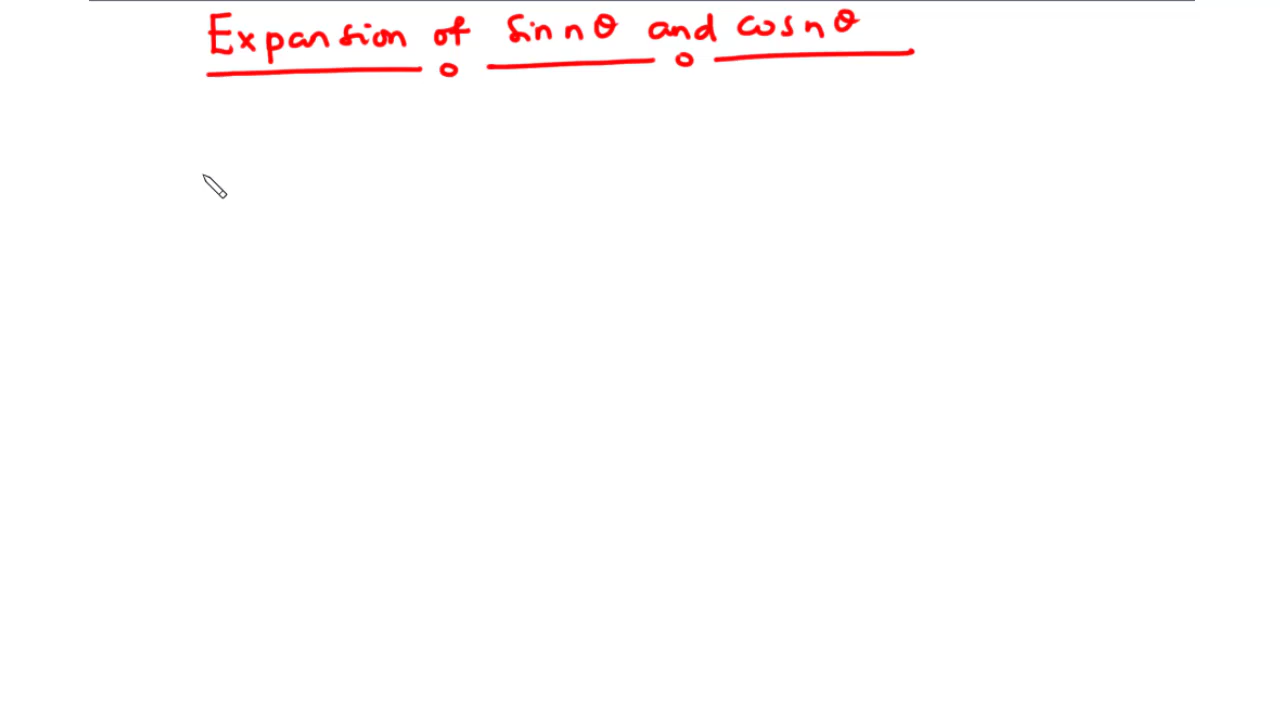 Expansion of sin nθ and cos nθ